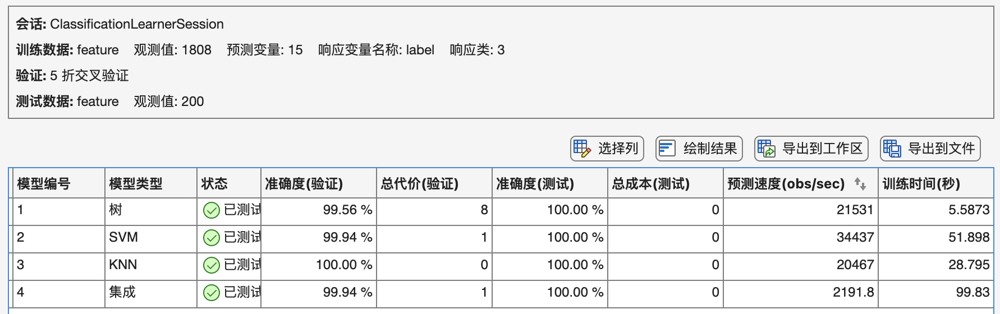 会话: ClassificationLearnerSession
训练数据: feature 观测值: 1808 预测变量: 15 响应变量名称: label 响应类: 3
验证: 5 折交叉验证
测试数据: feature 观测值: 200
选择列 绘制结果 导出到工作区 导出到文件
模型编号 模型类型 状态 准确度(验证) 总代价(验证) 准确度(测试) 总成本(测试) 预测速度(obs/sec) 训练时间(秒)
1 树 已测试 99.56 % 8 100.00 % 0 21531 5.5873
2 SVM 已测试 99.94 % 1 100.00 % 0 34437 51.898
3 KNN 已测试 100.00 % 0 100.00 % 0 20467 28.795
4 集成 已测试 99.94 % 1 100.00 % 0 2191.8 99.83